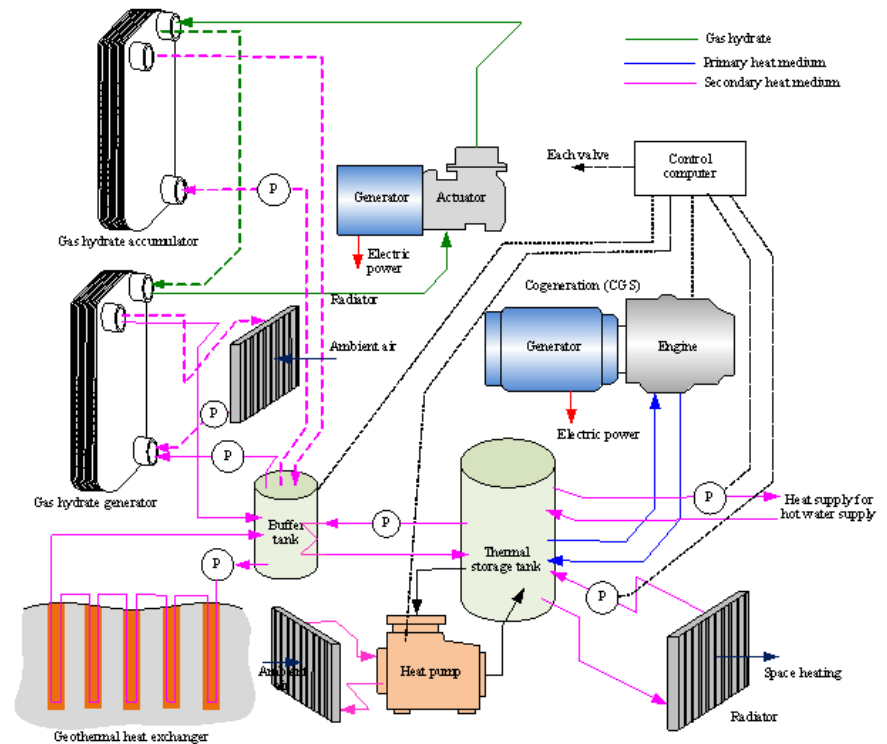 Gas hydrate
Primary heat medium
Secondary heat medium
Each valve
Control
computer
P
Generator
Actuator
Gas hydrate accumulator
Electric
power
Radiator
Cogeneration (CGS)
Ambient air
Generator
Engine
P
Electric power
P
Gas hydrate generator
P
Heat supply for
hot water supply
Buffer
tank
P
Thermal
storage tank
P
P
Ambient
air
Heat pump
Space heating
Radiator
Geothermal heat exchanger